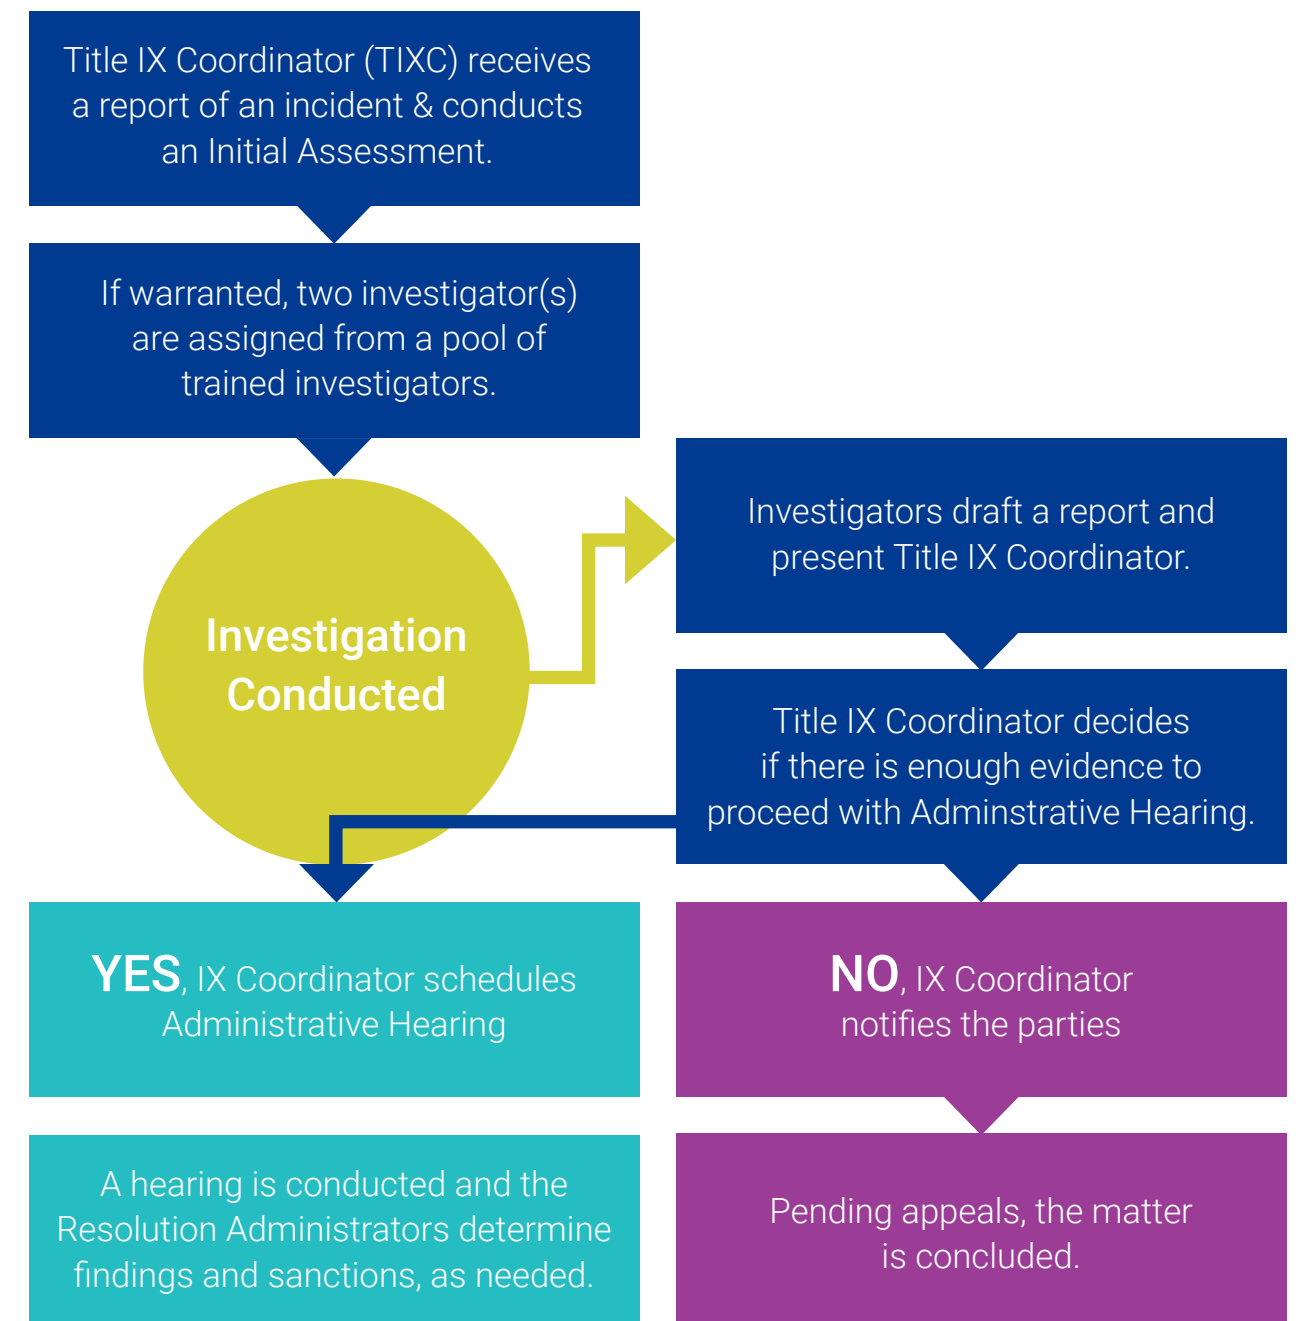 Title IX Coordinator (TIXC) receives
a report of an incident & conducts
an Initial Assessment.
If warranted, two investigator(s)
are assigned from a pool of
trained investigators.
Investigation
Conducted
Investigators draft a report and
present Title IX Coordinator.
Title IX Coordinator decides
if there is enough evidence to
proceed with Adminstrative Hearing.
YES, IX Coordinator schedules
Administrative Hearing
A hearing is conducted and the
Resolution Administrators determine
findings and sanctions, as needed.
NO, IX Coordinator
notifies the parties
Pending appeals, the matter
is concluded.